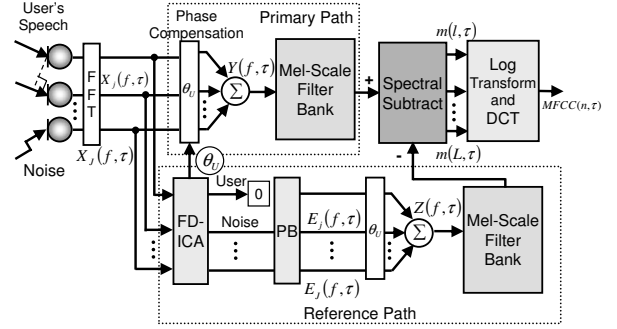 User's
Speech
Phase
Compensation
Primary Path
X_j(f,τ)
F
F
T
θ_U
Y(f,τ)
Σ
Mel-Scale
Filter
Bank
+
Spectral
Subtract
m(l,τ)
Log
Transform
and
DCT
MFCC(n,τ)
Noise
X_J(f,τ)
θ_U
-
m(L,τ)
User
0
FD-
ICA
Noise
PB
E_j(f,τ)
θ_U
Z(f,τ)
Σ
Mel-Scale
Filter
Bank
E_J(f,τ)
Reference Path